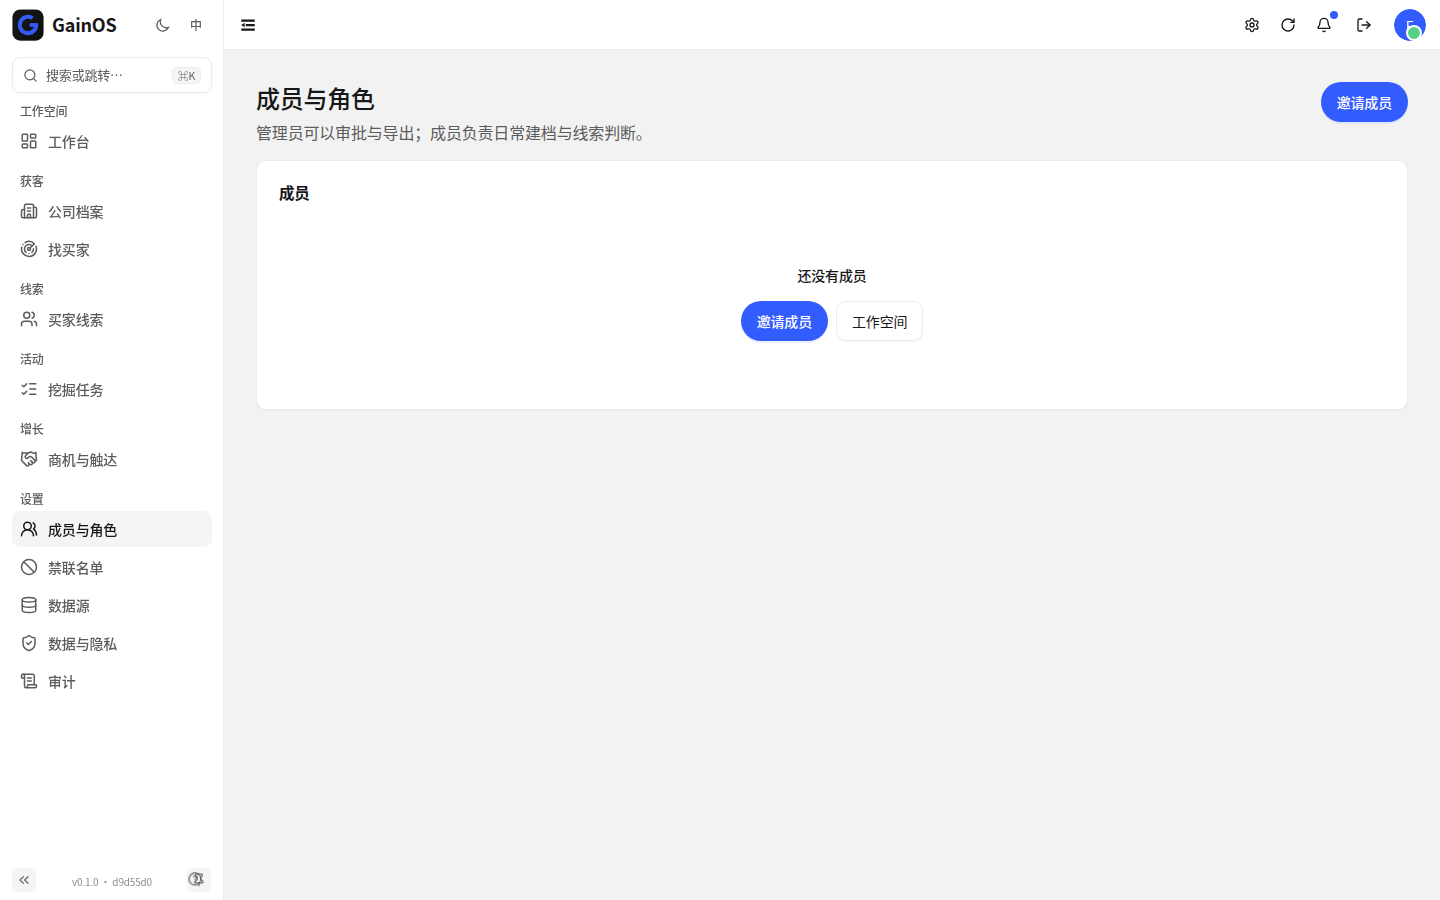 GainOS
中
搜索或跳转…
⌘K
工作空间
工作台
获客
公司档案
找买家
线索
买家线索
活动
挖掘任务
增长
商机与触达
设置
成员与角色
禁联名单
数据源
数据与隐私
审计
v0.1.0 · d9d55d0
成员与角色
邀请成员
管理员可以审批与导出；成员负责日常建档与线索判断。
成员
还没有成员
邀请成员
工作空间